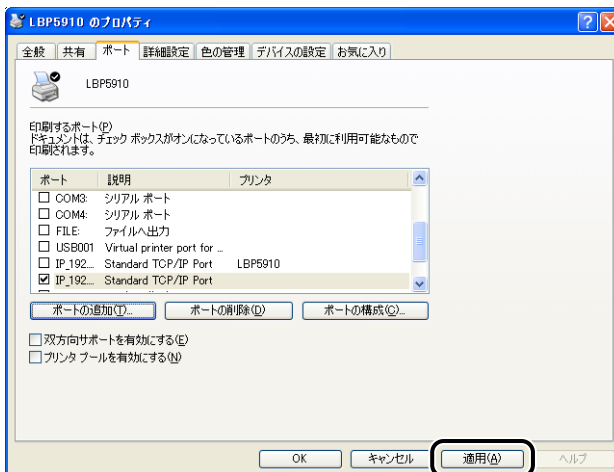 LBP5910 のプロパティ
全般 共有 ポート 詳細設定 色の管理 デバイスの設定 お気に入り
LBP5910
印刷するポート(P)
ドキュメントは、チェック ボックスがオンになっているポートのうち、最初に利用可能なもので
印刷されます。
ポート 説明 プリンタ
COM3: シリアル ポート
COM4: シリアル ポート
FILE: ファイルへ出力
USB001 Virtual printer port for ...
IP_192.... Standard TCP/IP Port LBP5910
IP_192.... Standard TCP/IP Port
ポートの追加(T)... ポートの削除(D) ポートの構成(C)...
双方向サポートを有効にする(E)
プリンタ プールを有効にする(N)
OK キャンセル 適用(A) ヘルプ